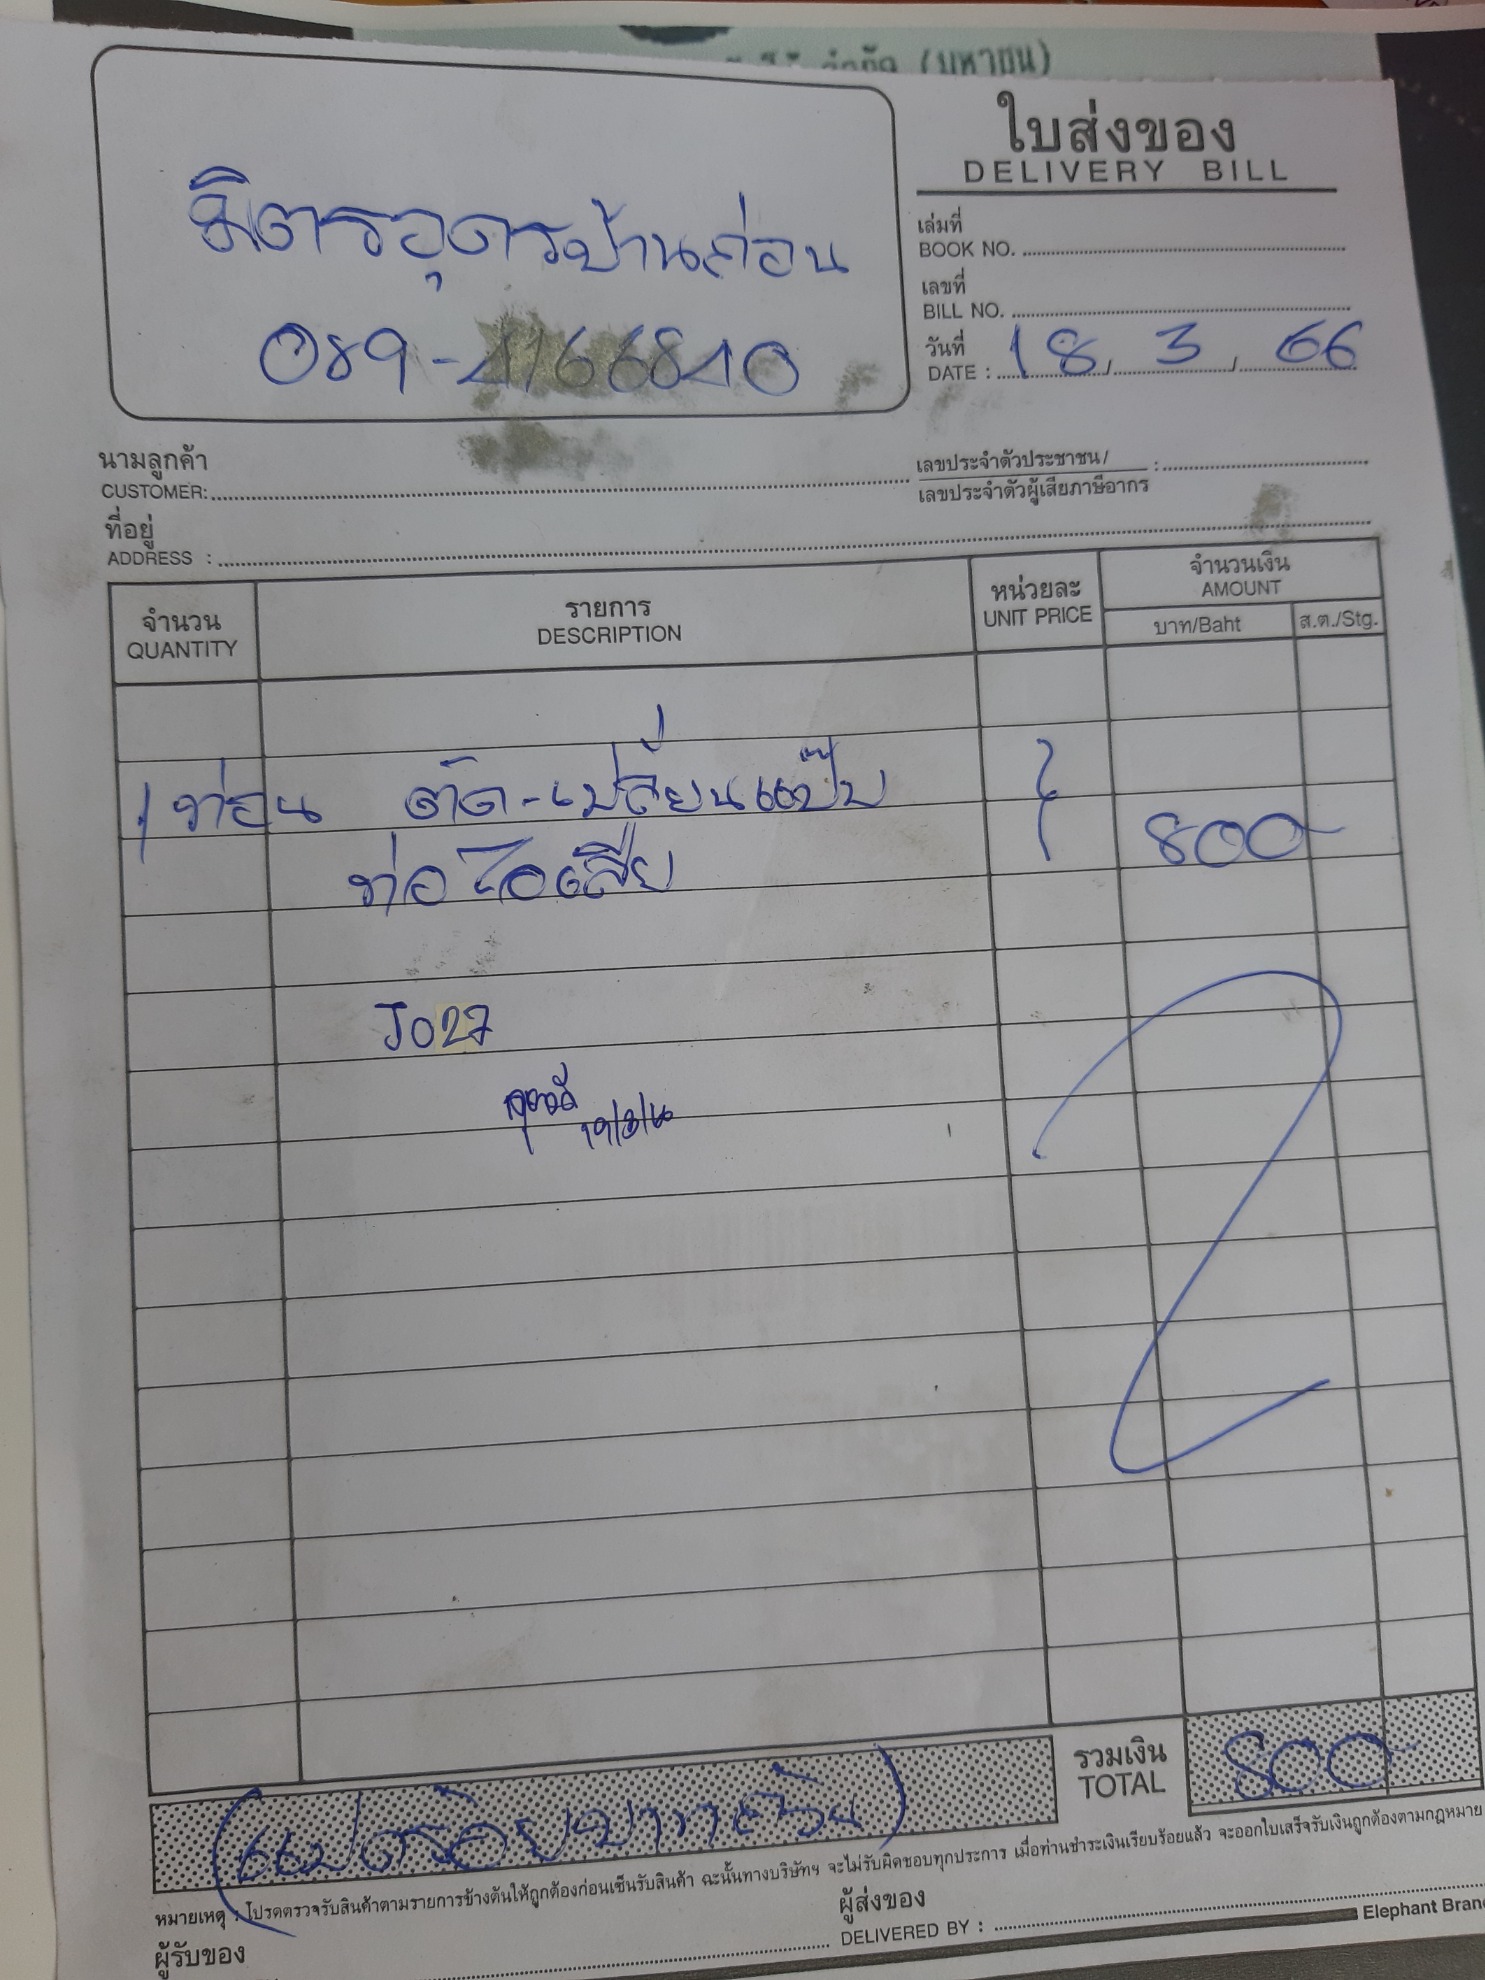 จำกัด (มหาชน)
มิตรอุดรบ้านถ่อน
089-4166840
ใบส่งของ
DELIVERY BILL
เล่มที่
BOOK NO.
เลขที่
BILL NO.
วันที่
DATE : 18 / 3 / 66
นามลูกค้า
CUSTOMER:
เลขประจำตัวประชาชน/ :
เลขประจำตัวผู้เสียภาษีอากร
ที่อยู่
ADDRESS :
จำนวน รายการ หน่วยละ จำนวนเงิน
QUANTITY DESCRIPTION UNIT PRICE AMOUNT
บาท/Baht ส.ต./Stg.
1 ท่อน ตัด-เปลี่ยนแป๊บ
ท่อไอเสีย 800-
J027
19/3/66
รวมเงิน
TOTAL 800-
(แปดร้อยบาทถ้วน)
หมายเหตุ : โปรดตรวจรับสินค้าตามรายการข้างต้นให้ถูกต้องก่อนเซ็นรับสินค้า ฉะนั้นทางบริษัทฯ จะไม่รับผิดชอบทุกประการ เมื่อท่านชำระเงินเรียบร้อยแล้ว จะออกใบเสร็จรับเงินถูกต้องตามกฎหมาย
ผู้รับของ
ผู้ส่งของ
DELIVERED BY :
Elephant Brand